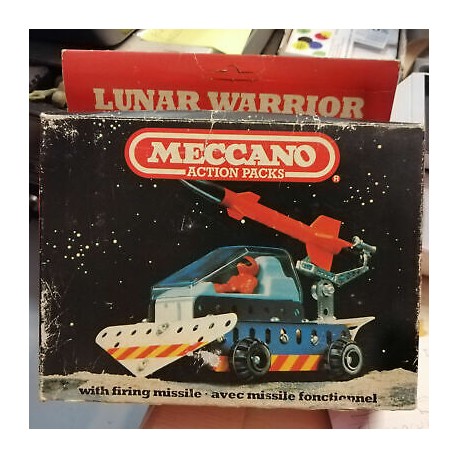 LUNAR WARRIOR
MECCANO
ACTION PACKS
®
with firing missile · avec missile fonctionnel